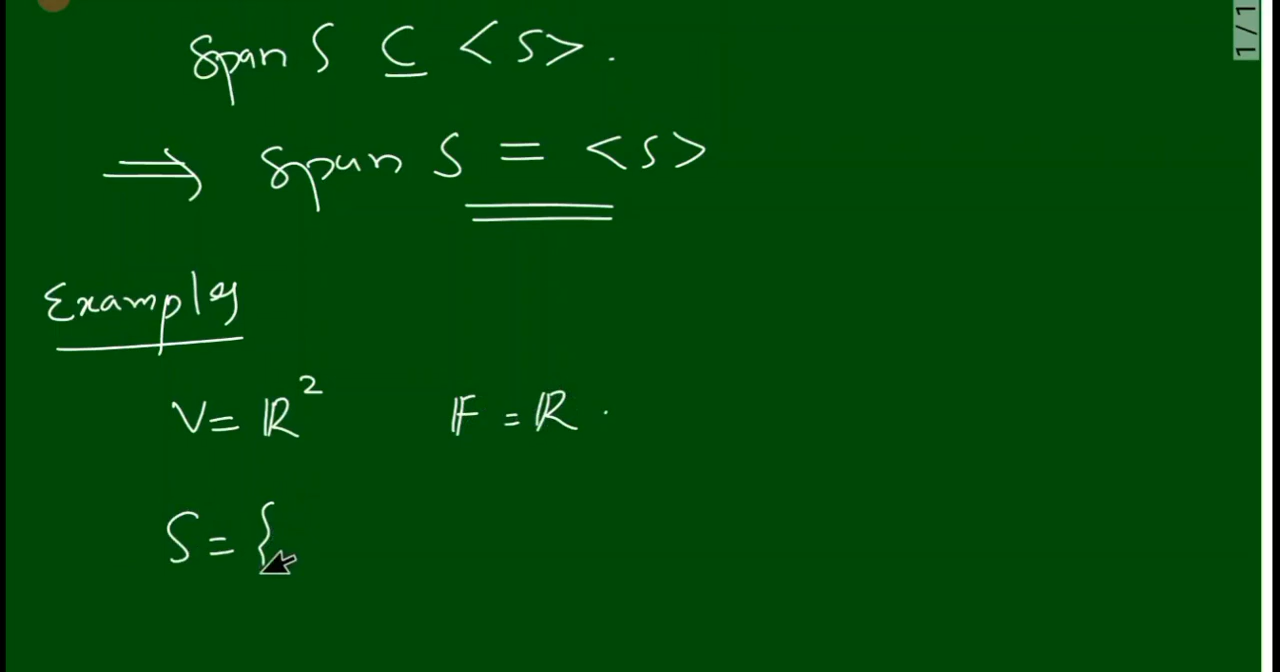 span S ⊆ <S>.
⟹ span S = <S>
Examples
V = ℝ² 𝔽 = ℝ.
S = {
1/1